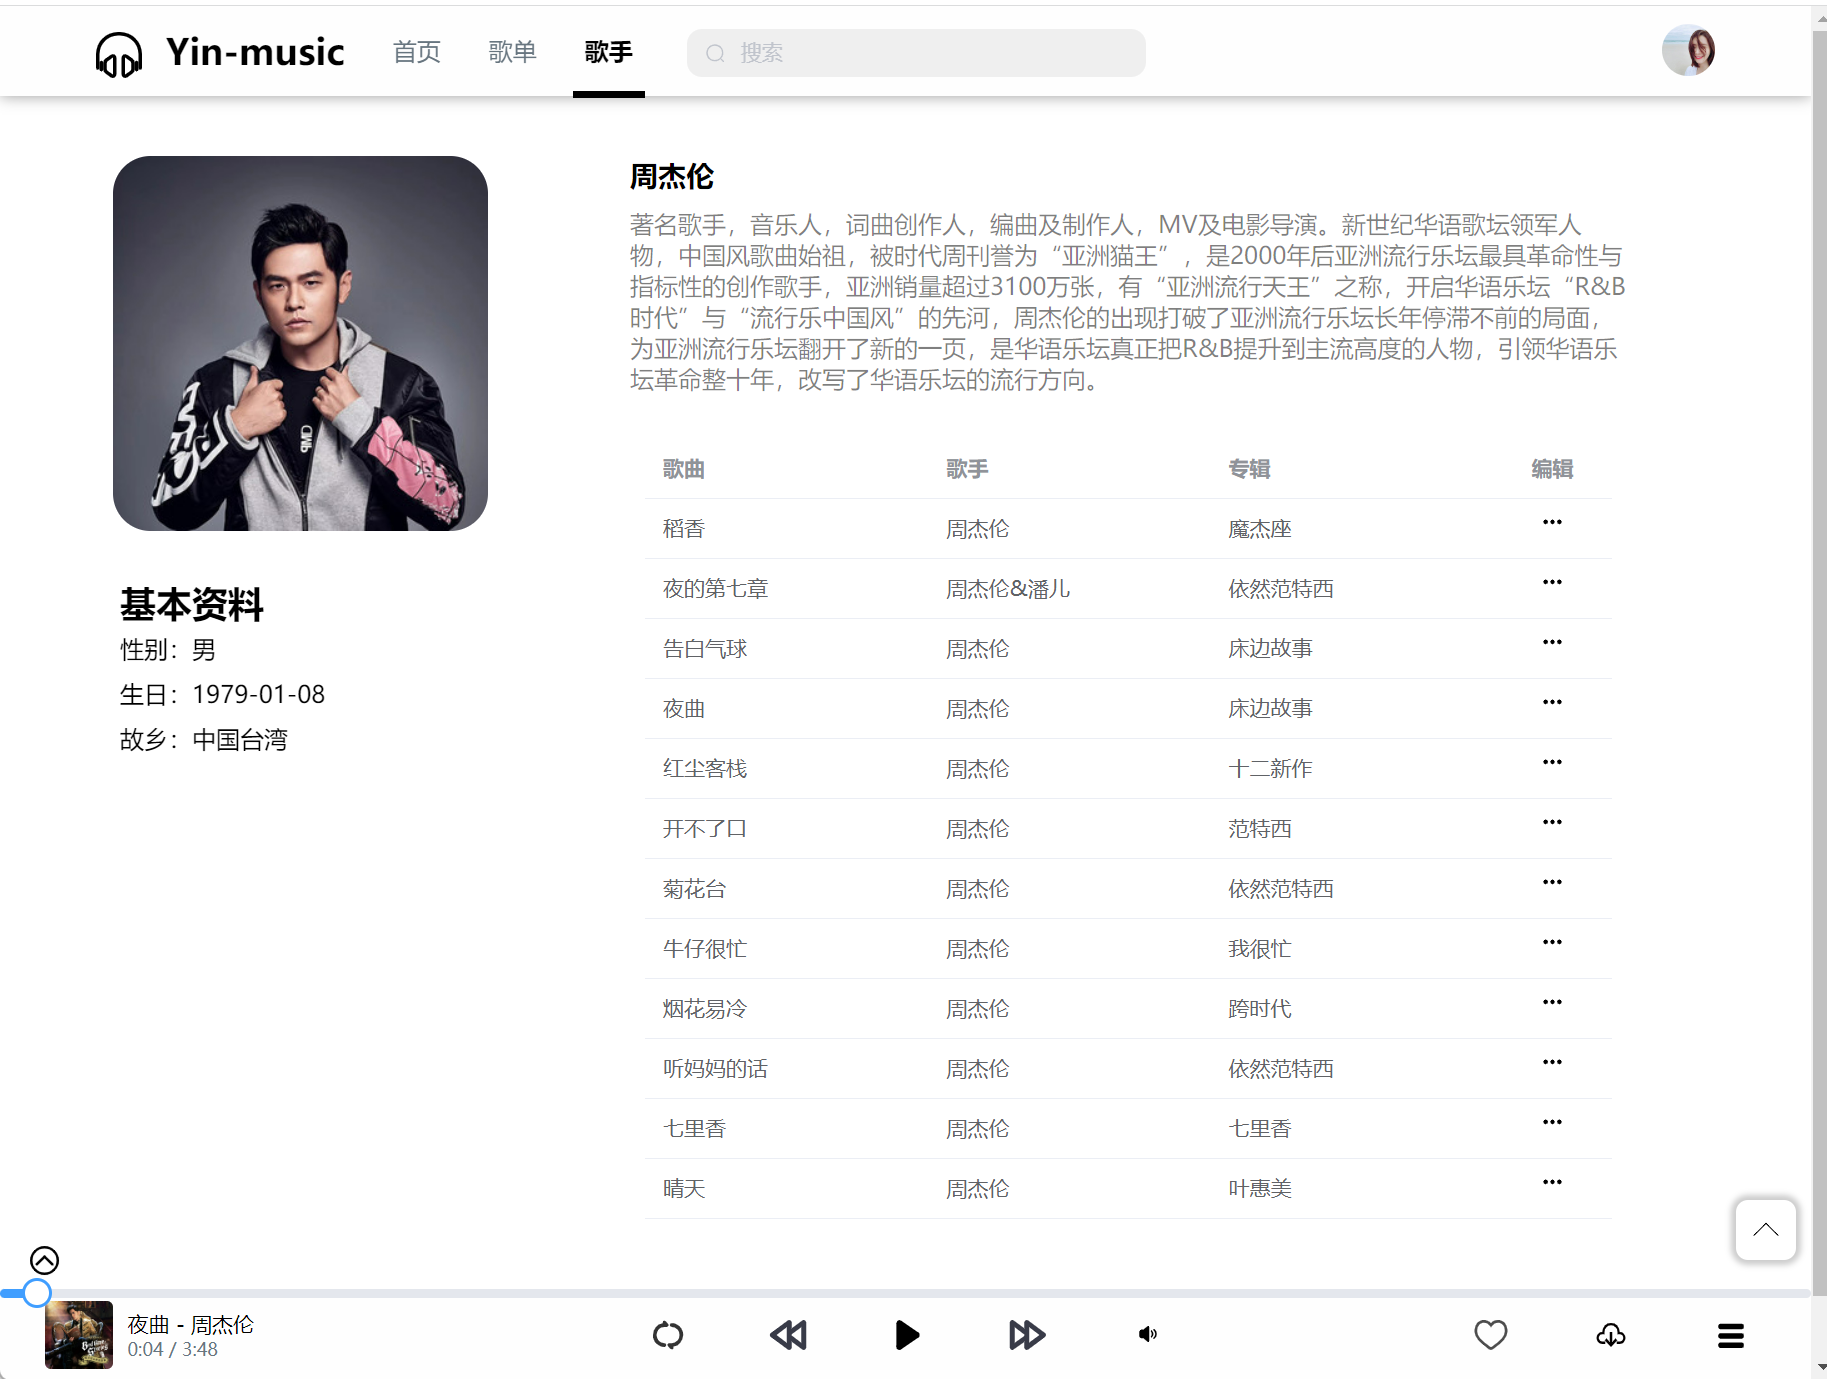 Yin-music 首页 歌单 歌手 搜索
周杰伦
著名歌手，音乐人，词曲创作人，编曲及制作人，MV及电影导演。新世纪华语歌坛领军人
物，中国风歌曲始祖，被时代周刊誉为“亚洲猫王”，是2000年后亚洲流行乐坛最具革命性与
指标性的创作歌手，亚洲销量超过3100万张，有“亚洲流行天王”之称，开启华语乐坛“R&B
时代”与“流行乐中国风”的先河，周杰伦的出现打破了亚洲流行乐坛长年停滞不前的局面，
为亚洲流行乐坛翻开了新的一页，是华语乐坛真正把R&B提升到主流高度的人物，引领华语乐
坛革命整十年，改写了华语乐坛的流行方向。
基本资料
性别：男
生日：1979-01-08
故乡：中国台湾
歌曲 歌手 专辑 编辑
稻香 周杰伦 魔杰座
夜的第七章 周杰伦&潘儿 依然范特西
告白气球 周杰伦 床边故事
夜曲 周杰伦 床边故事
红尘客栈 周杰伦 十二新作
开不了口 周杰伦 范特西
菊花台 周杰伦 依然范特西
牛仔很忙 周杰伦 我很忙
烟花易冷 周杰伦 跨时代
听妈妈的话 周杰伦 依然范特西
七里香 周杰伦 七里香
晴天 周杰伦 叶惠美
夜曲 - 周杰伦
0:04 / 3:48